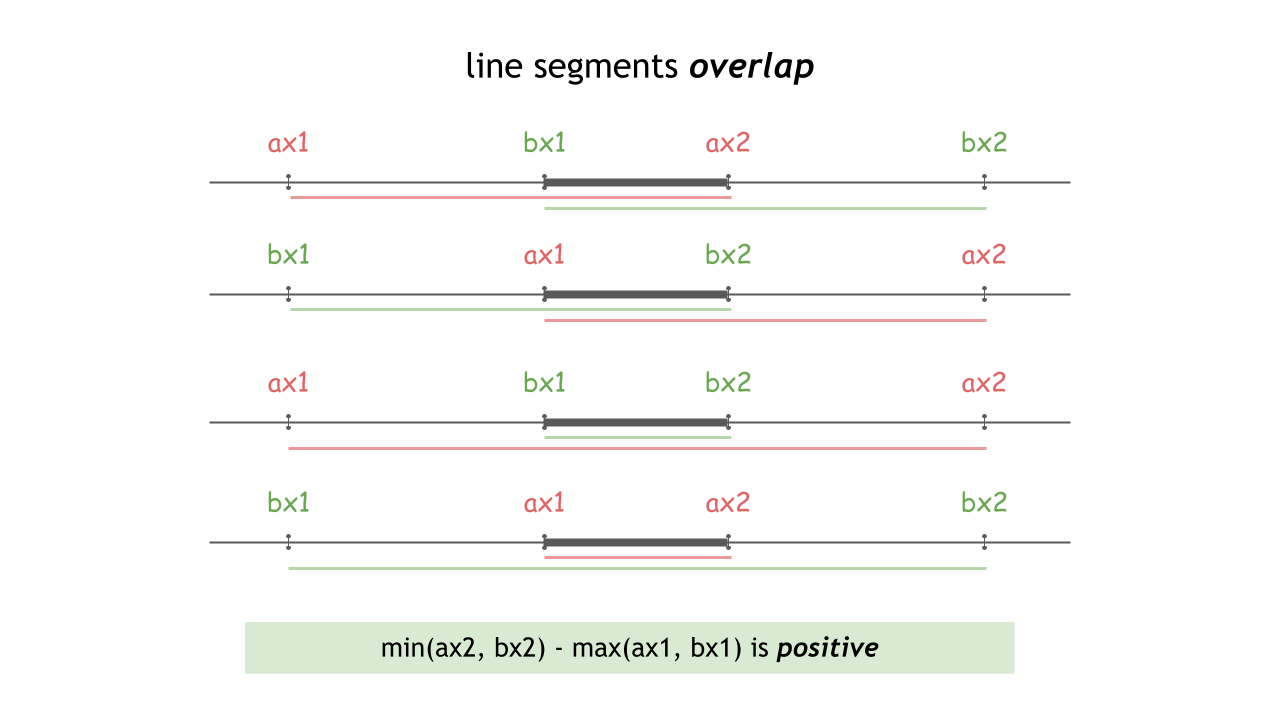 line segments overlap
ax1 bx1 ax2 bx2
bx1 ax1 bx2 ax2
ax1 bx1 bx2 ax2
bx1 ax1 ax2 bx2
min(ax2, bx2) - max(ax1, bx1) is positive